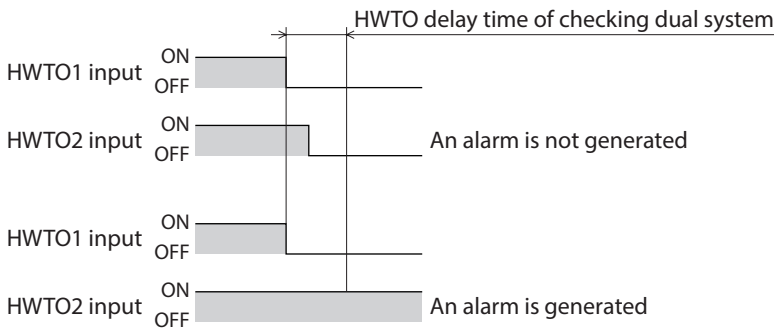 HWTO delay time of checking dual system
HWTO1 input ON
OFF
HWTO2 input ON
OFF
An alarm is not generated
HWTO1 input ON
OFF
HWTO2 input ON
OFF
An alarm is generated